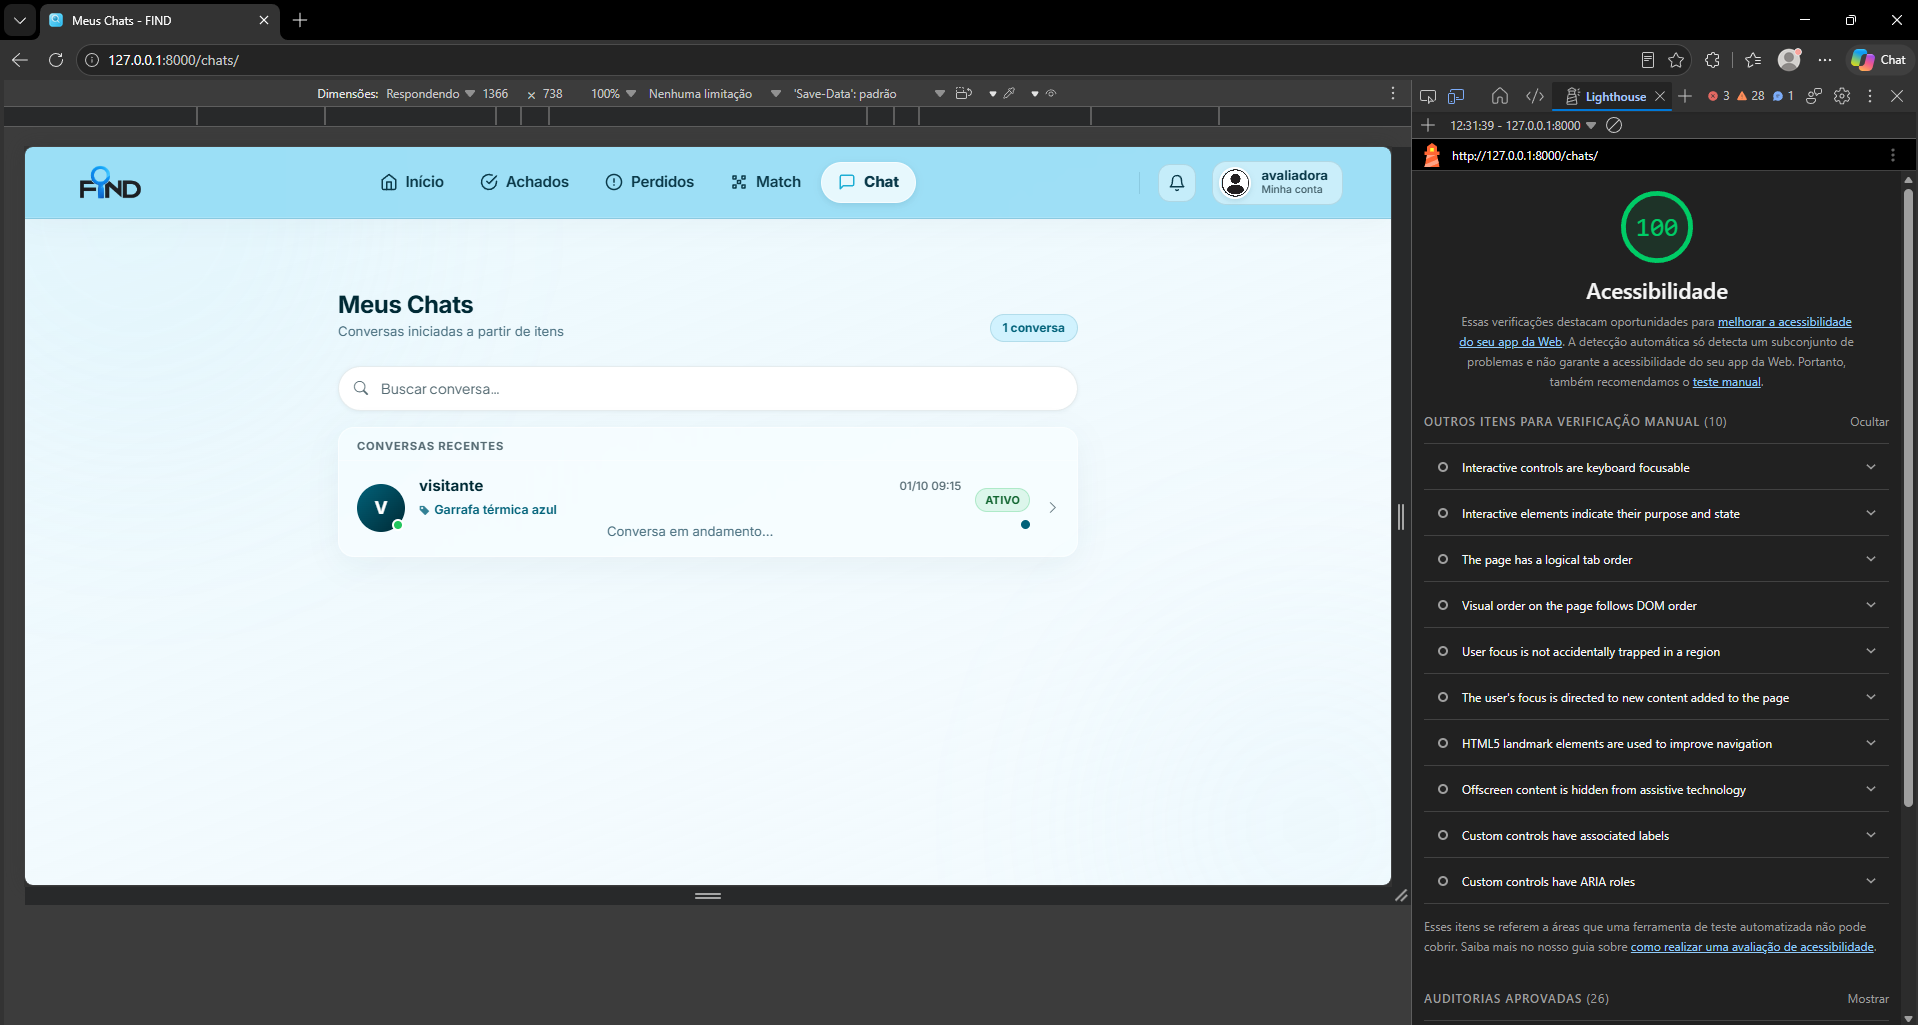 Meus Chats - FIND
127.0.0.1:8000/chats/
Chat
Dimensões: Respondendo 1366 x 738 100% Nenhuma limitação 'Save-Data': padrão
Lighthouse 3 28 1
12:31:39 - 127.0.0.1:8000
http://127.0.0.1:8000/chats/
FIND
Início
Achados
Perdidos
Match
Chat
avaliadora
Minha conta
Meus Chats
Conversas iniciadas a partir de itens
1 conversa
Buscar conversa...
CONVERSAS RECENTES
V
visitante
Garrafa térmica azul
Conversa em andamento...
01/10 09:15
ATIVO
100
Acessibilidade
Essas verificações destacam oportunidades para melhorar a acessibilidade
do seu app da Web. A detecção automática só detecta um subconjunto de
problemas e não garante a acessibilidade do seu app da Web. Portanto,
também recomendamos o teste manual.
OUTROS ITENS PARA VERIFICAÇÃO MANUAL (10) Ocultar
Interactive controls are keyboard focusable
Interactive elements indicate their purpose and state
The page has a logical tab order
Visual order on the page follows DOM order
User focus is not accidentally trapped in a region
The user's focus is directed to new content added to the page
HTML5 landmark elements are used to improve navigation
Offscreen content is hidden from assistive technology
Custom controls have associated labels
Custom controls have ARIA roles
Esses itens se referem a áreas que uma ferramenta de teste automatizada não pode
cobrir. Saiba mais no nosso guia sobre como realizar uma avaliação de acessibilidade.
AUDITORIAS APROVADAS (26) Mostrar